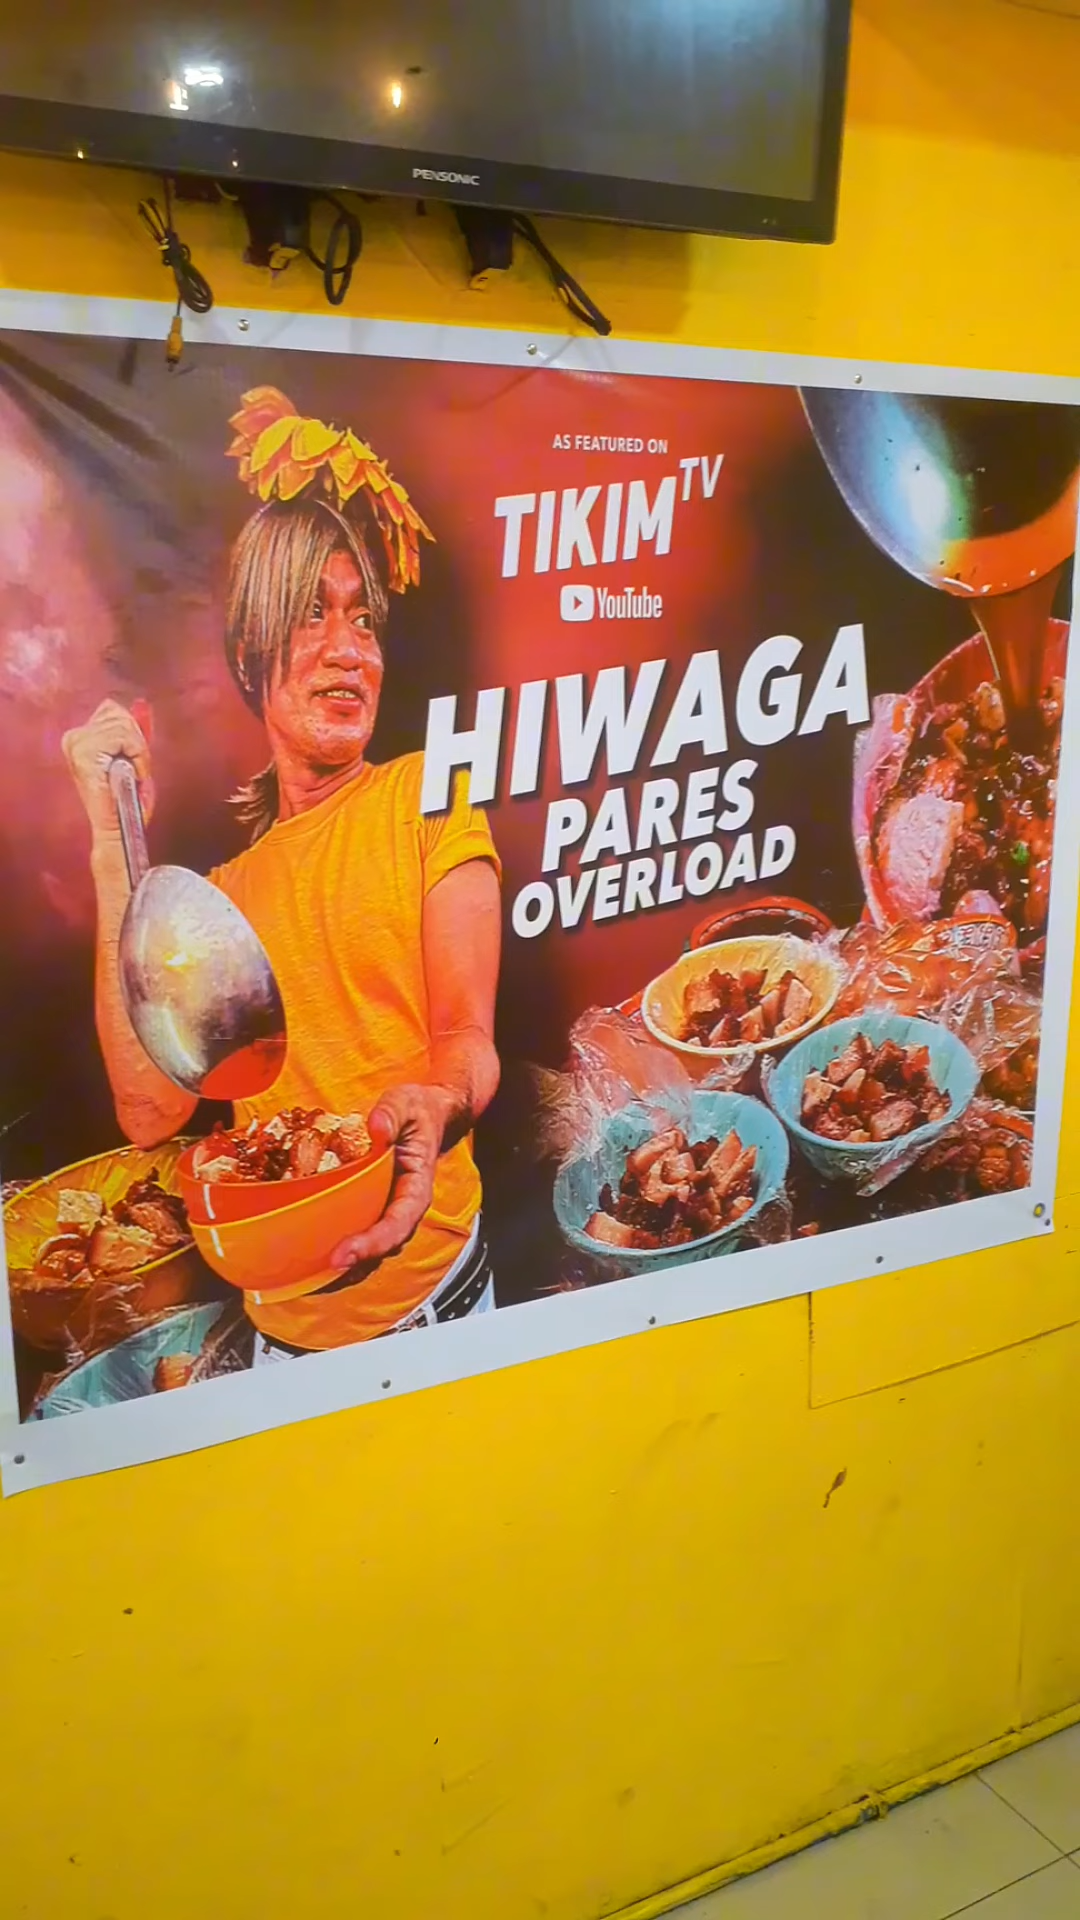 PENSONIC
AS FEATURED ON
TIKIM TV
YouTube
HIWAGA
PARES
OVERLOAD